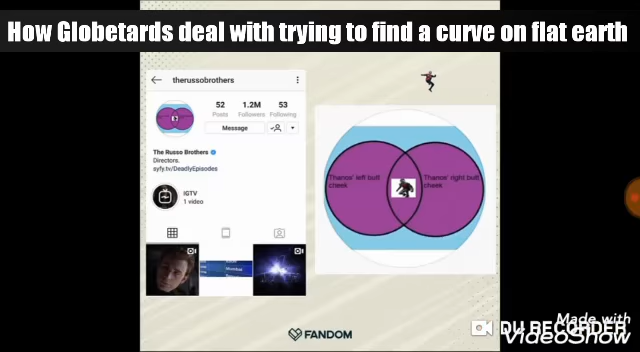 How Globetards deal with trying to find a curve on flat earth
therussobrothers
52 1.2M 53
Posts Followers Following
Message
The Russo Brothers
Directors.
syfy.tv/DeadlyEpisodes
IGTV
1 video
Thanos' left butt cheek
Thanos' right butt cheek
FANDOM
DU RECORDER
Made with
VideoShow